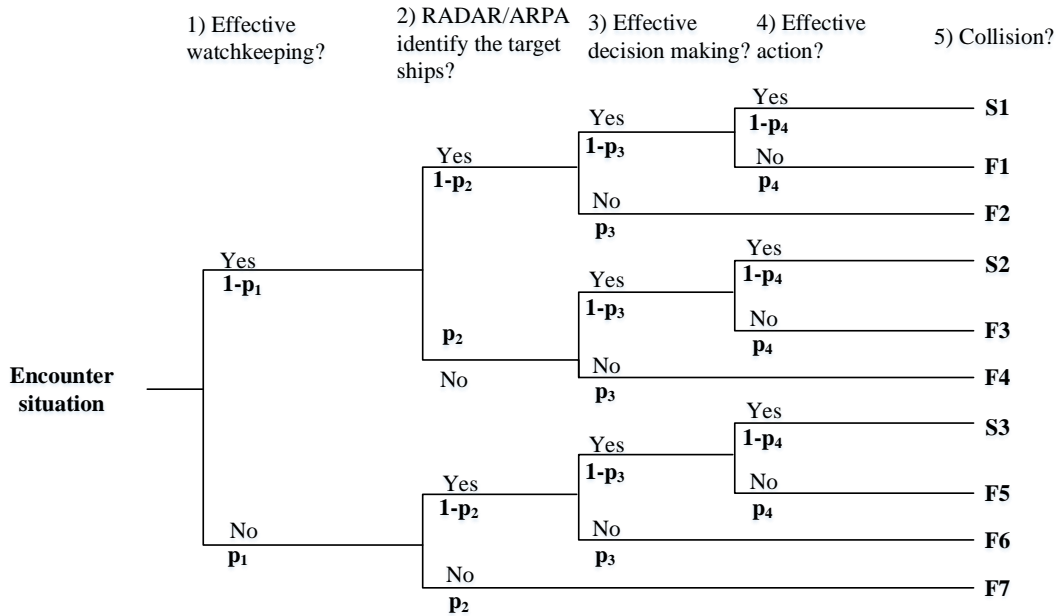 1) Effective
watchkeeping?
2) RADAR/ARPA
identify the target
ships?
3) Effective
decision making?
4) Effective
action?
5) Collision?
Yes
1-p4
S1
Yes
1-p3
No
p4
F1
Yes
1-p2
No
p3
F2
Yes
1-p1
Yes
1-p4
S2
Yes
1-p3
No
p4
F3
p2
No
No
p3
F4
Encounter
situation
Yes
1-p4
S3
Yes
1-p3
No
p4
F5
Yes
1-p2
No
p3
F6
No
p1
No
p2
F7